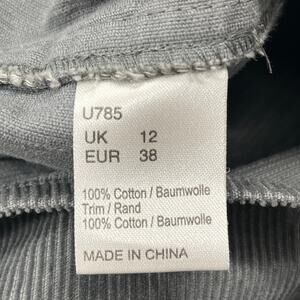 U785
UK 12
EUR 38
100% Cotton / Baumwolle
Trim / Rand
100% Cotton / Baumwolle
MADE IN CHINA